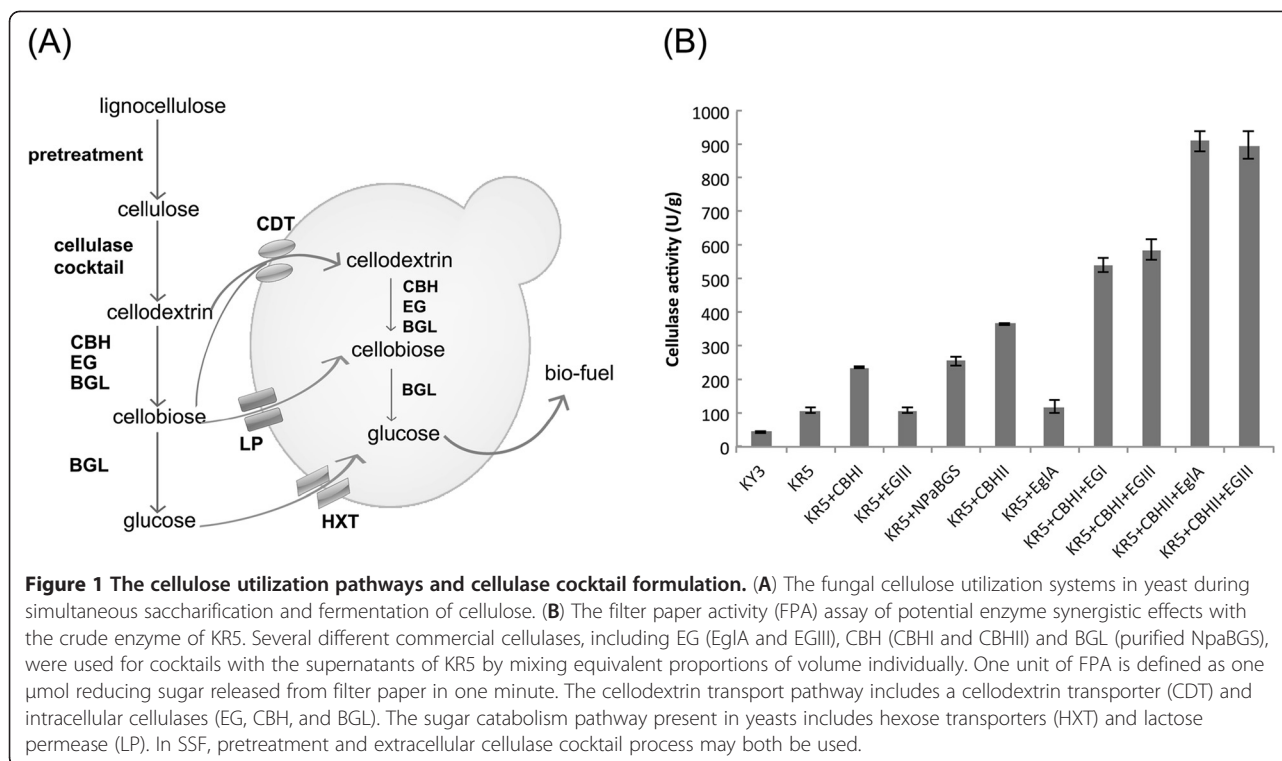 (A)
lignocellulose
pretreatment
cellulose
cellulase
cocktail
cellodextrin
CBH
EG
BGL
cellobiose
BGL
glucose
CDT
cellodextrin
CBH
EG
BGL
cellobiose
BGL
glucose
LP
HXT
bio-fuel
(B)
Cellulase activity (U/g)
1000
900
800
700
600
500
400
300
200
100
0
KY3
KR5
KR5+CBHI
KR5+EGIII
KR5+NPaBGS
KR5+CBHII
KR5+EglA
KR5+CBHI+EGI
KR5+CBHI+EGIII
KR5+CBHII+EglA
KR5+CBHII+EGIII
Figure 1 The cellulose utilization pathways and cellulase cocktail formulation. (A) The fungal cellulose utilization systems in yeast during
simultaneous saccharification and fermentation of cellulose. (B) The filter paper activity (FPA) assay of potential enzyme synergistic effects with
the crude enzyme of KR5. Several different commercial cellulases, including EG (EglA and EGIII), CBH (CBHI and CBHII) and BGL (purified NpaBGS),
were used for cocktails with the supernatants of KR5 by mixing equivalent proportions of volume individually. One unit of FPA is defined as one
μmol reducing sugar released from filter paper in one minute. The cellodextrin transport pathway includes a cellodextrin transporter (CDT) and
intracellular cellulases (EG, CBH, and BGL). The sugar catabolism pathway present in yeasts includes hexose transporters (HXT) and lactose
permease (LP). In SSF, pretreatment and extracellular cellulase cocktail process may both be used.